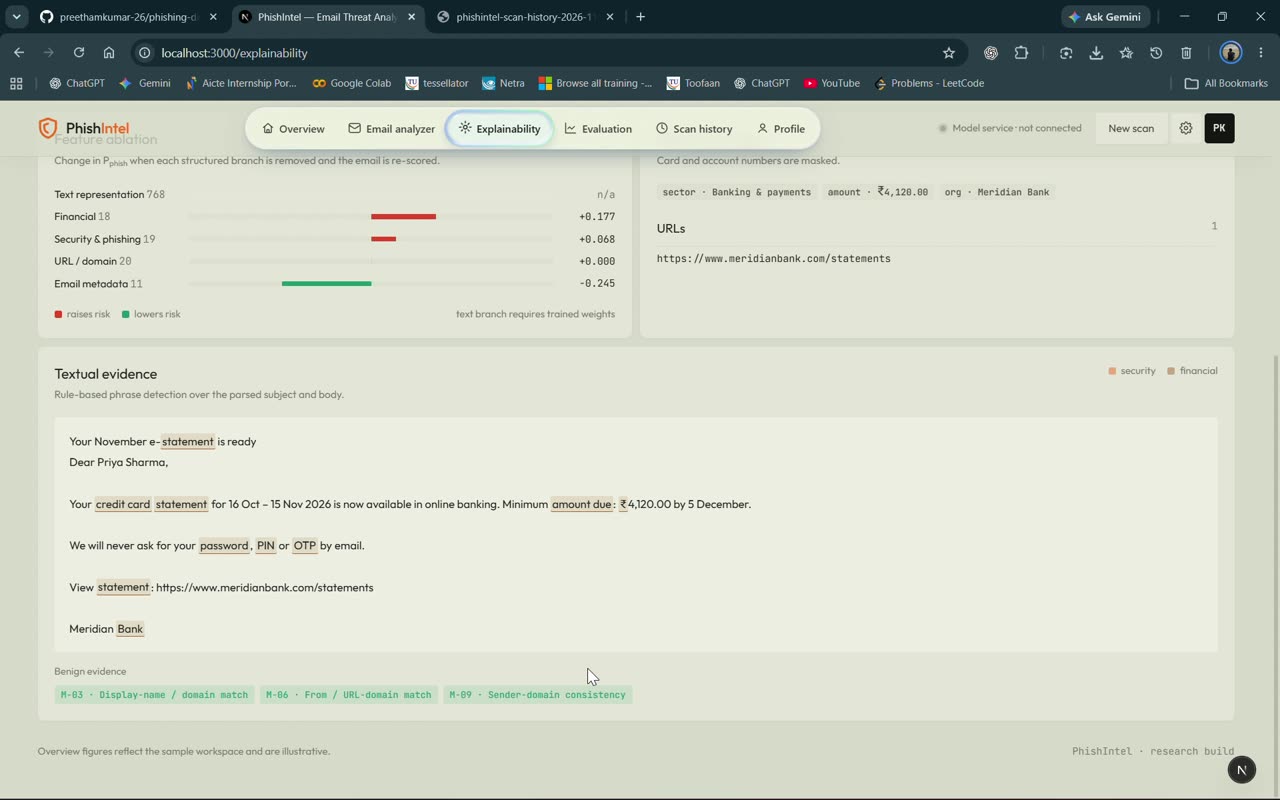 preethamkumar-26/phishing-di
PhishIntel — Email Threat Analy
phishintel-scan-history-2026-1
Ask Gemini
localhost:3000/explainability
ChatGPT
Gemini
Aicte Internship Por...
Google Colab
tessellator
Netra
Browse all training -...
Toofaan
ChatGPT
YouTube
Problems - LeetCode
All Bookmarks
PhishIntel
Overview
Email analyzer
Explainability
Evaluation
Scan history
Profile
Model service · not connected
New scan
PK
Feature ablation
Change in Pphish when each structured branch is removed and the email is re-scored.
Text representation 768 n/a
Financial 18 +0.177
Security & phishing 19 +0.068
URL / domain 20 +0.000
Email metadata 11 -0.245
raises risk lowers risk text branch requires trained weights
Card and account numbers are masked.
sector · Banking & payments amount · ₹4,120.00 org · Meridian Bank
URLs 1
https://www.meridianbank.com/statements
Textual evidence security financial
Rule-based phrase detection over the parsed subject and body.
Your November e-statement is ready
Dear Priya Sharma,
Your credit card statement for 16 Oct – 15 Nov 2026 is now available in online banking. Minimum amount due: ₹4,120.00 by 5 December.
We will never ask for your password, PIN or OTP by email.
View statement: https://www.meridianbank.com/statements
Meridian Bank
Benign evidence
M-03 · Display-name / domain match M-06 · From / URL-domain match M-09 · Sender-domain consistency
Overview figures reflect the sample workspace and are illustrative. PhishIntel · research build
N